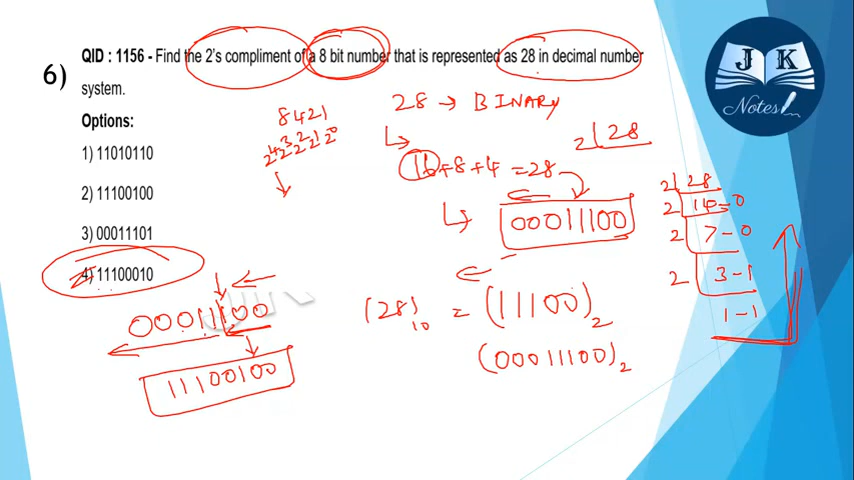 6) QID : 1156 - Find the 2's compliment of a 8 bit number that is represented as 28 in decimal number
system.
Options:
1) 11010110
2) 11100100
3) 00011101
4) 11100010
J K
Notes
28 → BINARY
8421
2⁴2³2²2¹2⁰
16+8+4 = 28
2 28
00011100
2 28
2 14-0
2 7-0
2 3-1
1-1
00011100
11100100
(28)₁₀ = (11100)₂
(00011100)₂